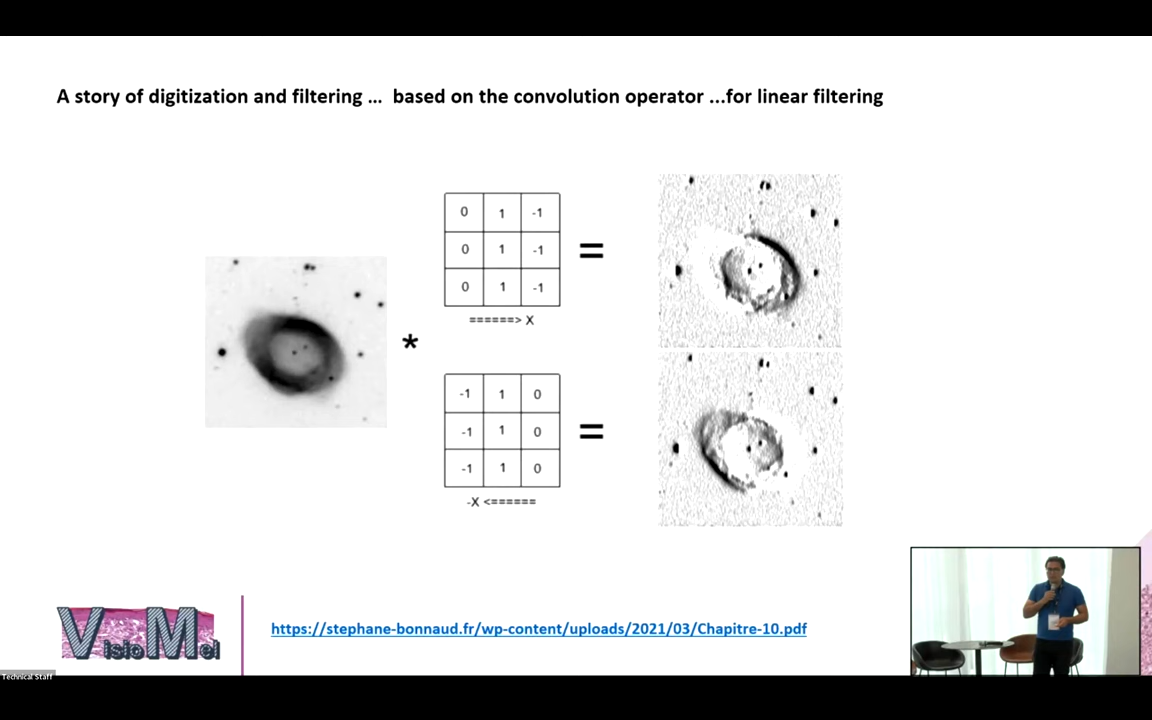 A story of digitization and filtering ... based on the convolution operator ...for linear filtering
0 1 -1
0 1 -1
0 1 -1
======> X
=
*
-1 1 0
-1 1 0
-1 1 0
-X <======
=
VisioMel
https://stephane-bonnaud.fr/wp-content/uploads/2021/03/Chapitre-10.pdf
Technical Staff